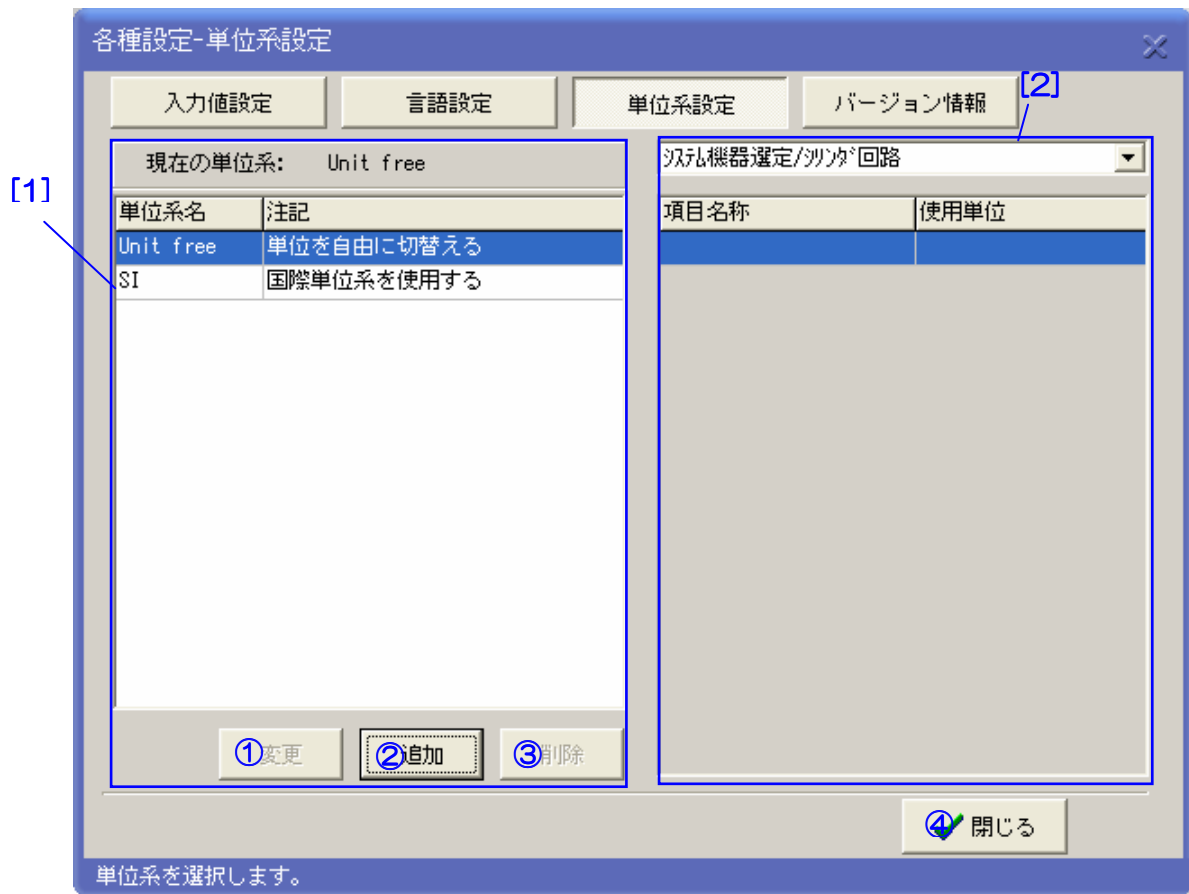 各種設定-単位系設定
入力値設定 言語設定 単位系設定 バージョン情報
[2]
現在の単位系: Unit free
ｼｽﾃﾑ機器選定/ｼﾘﾝﾀﾞ回路
[1]
単位系名 注記
項目名称 使用単位
Unit free 単位を自由に切替える
SI 国際単位系を使用する
①変更 ②追加 ③削除
④ 閉じる
単位系を選択します。